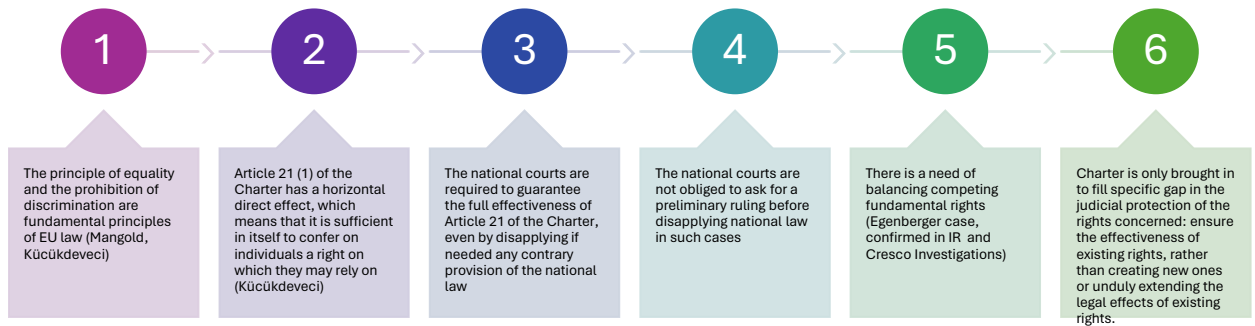 1
2
3
4
5
6
The principle of equality
and the prohibition of
discrimination are
fundamental principles
of EU law (Mangold,
Kücükdeveci)
Article 21 (1) of the
Charter has a horizontal
direct effect, which
means that it is sufficient
in itself to confer on
individuals a right on
which they may rely on
(Kücükdeveci)
The national courts are
required to guarantee
the full effectiveness of
Article 21 of the Charter,
even by disapplying if
needed any contrary
provision of the national
law
The national courts are
not obliged to ask for a
preliminary ruling before
disapplying national law
in such cases
There is a need of
balancing competing
fundamental rights
(Egenberger case,
confirmed in IR and
Cresco Investigations)
Charter is only brought in
to fill specific gap in the
judicial protection of the
rights concerned: ensure
the effectiveness of
existing rights, rather
than creating new ones
or unduly extending the
legal effects of existing
rights.